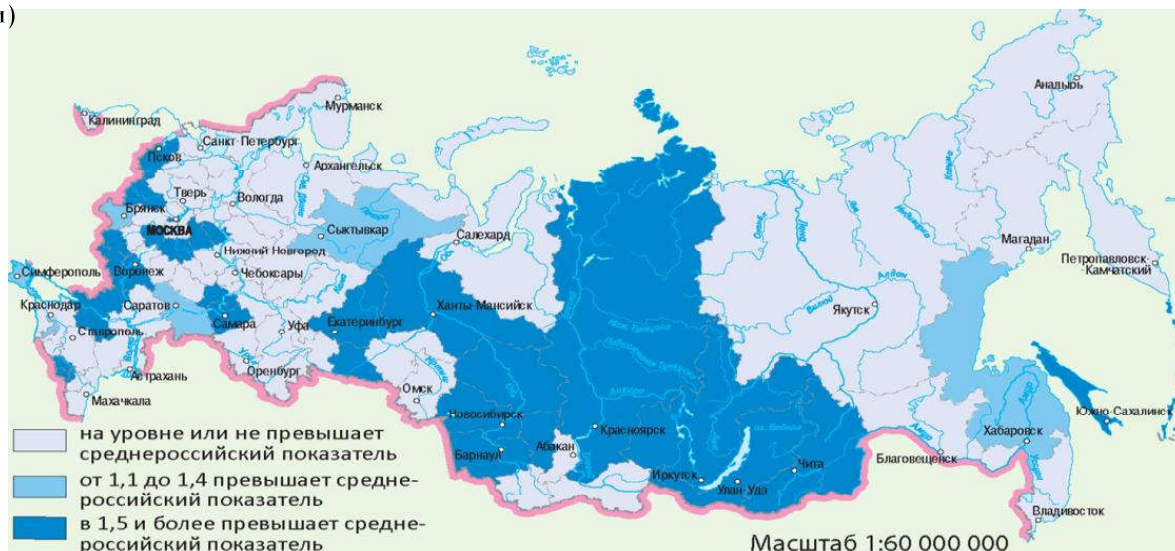 )
Анадырь
Мурманск
Калининград
Псков
Санкт-Петербург
Архангельск
Тверь
Вологда
Брянск
МОСКВА
Сыктывкар
Салехард
Нижний Новгород
Магадан
Петропавловск-
Камчатский
Симферополь
Воронеж
Чебоксары
Алдан
Вилюй
Якутск
Краснодар
Саратов
Самара
Уфа
Екатеринбург
Ханты-Мансийск
Ставрополь
Астрахань
Оренбург
Омск
Махачкала
Новосибирск
Красноярск
Южно-Сахалинск
Хабаровск
Барнаул
Абакан
Иркутск
Улан-Удэ
Чита
Благовещенск
Владивосток
на уровне или не превышает
среднероссийский показатель
от 1,1 до 1,4 превышает средне-
российский показатель
в 1,5 и более превышает средне-
российский показатель
Масштаб 1:60 000 000